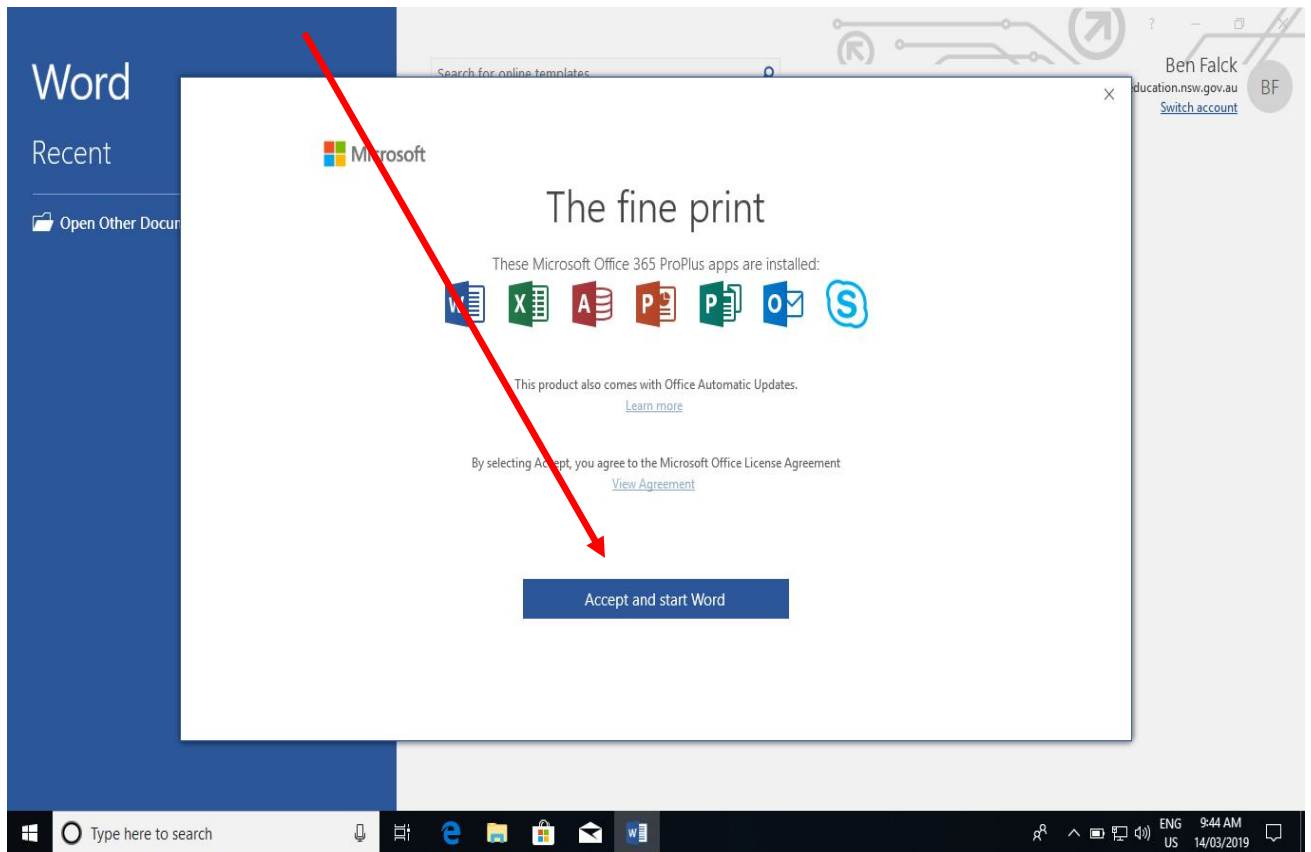 Word
Recent
Open Other Docum
Search for online templates
?
Ben Falck
education.nsw.gov.au
BF
Switch account
Microsoft
The fine print
These Microsoft Office 365 ProPlus apps are installed:
This product also comes with Office Automatic Updates.
Learn more
By selecting Accept, you agree to the Microsoft Office License Agreement
View Agreement
Accept and start Word
Type here to search
ENG
US
9:44 AM
14/03/2019